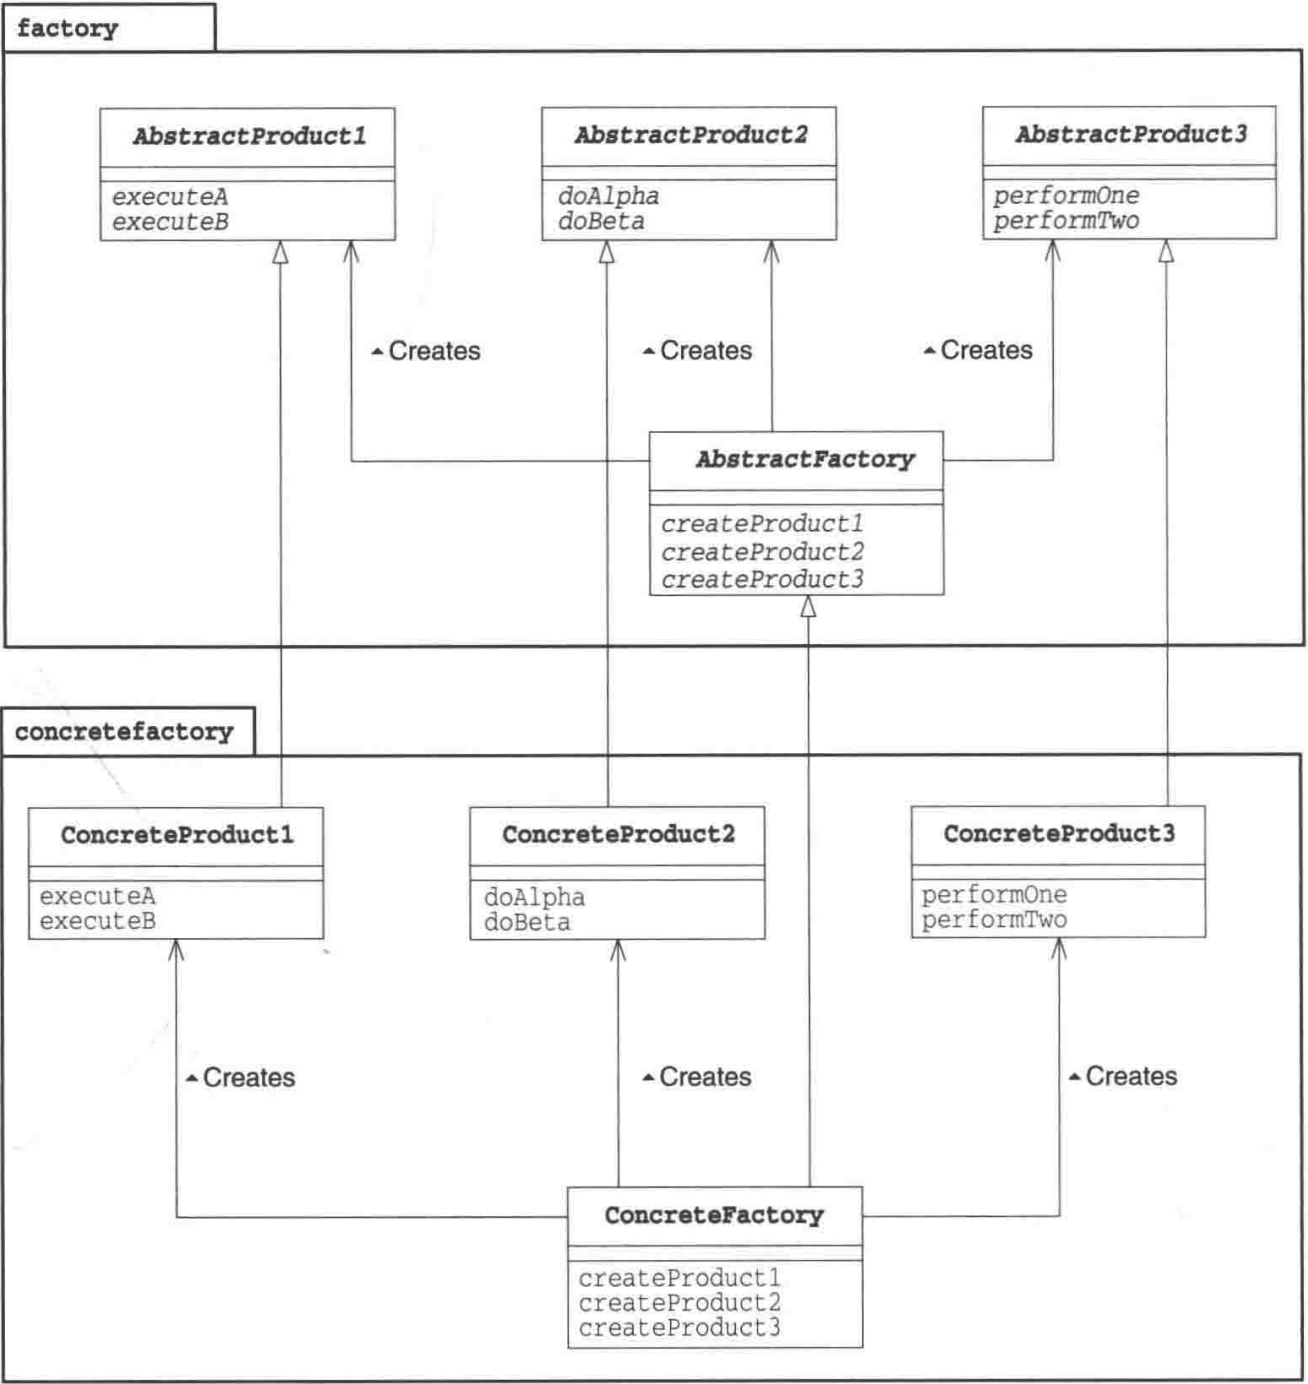 factory
AbstractProduct1
executeA
executeB
AbstractProduct2
doAlpha
doBeta
AbstractProduct3
performOne
performTwo
Creates
Creates
Creates
AbstractFactory
createProduct1
createProduct2
createProduct3
concretefactory
ConcreteProduct1
executeA
executeB
ConcreteProduct2
doAlpha
doBeta
ConcreteProduct3
performOne
performTwo
Creates
Creates
Creates
ConcreteFactory
createProduct1
createProduct2
createProduct3